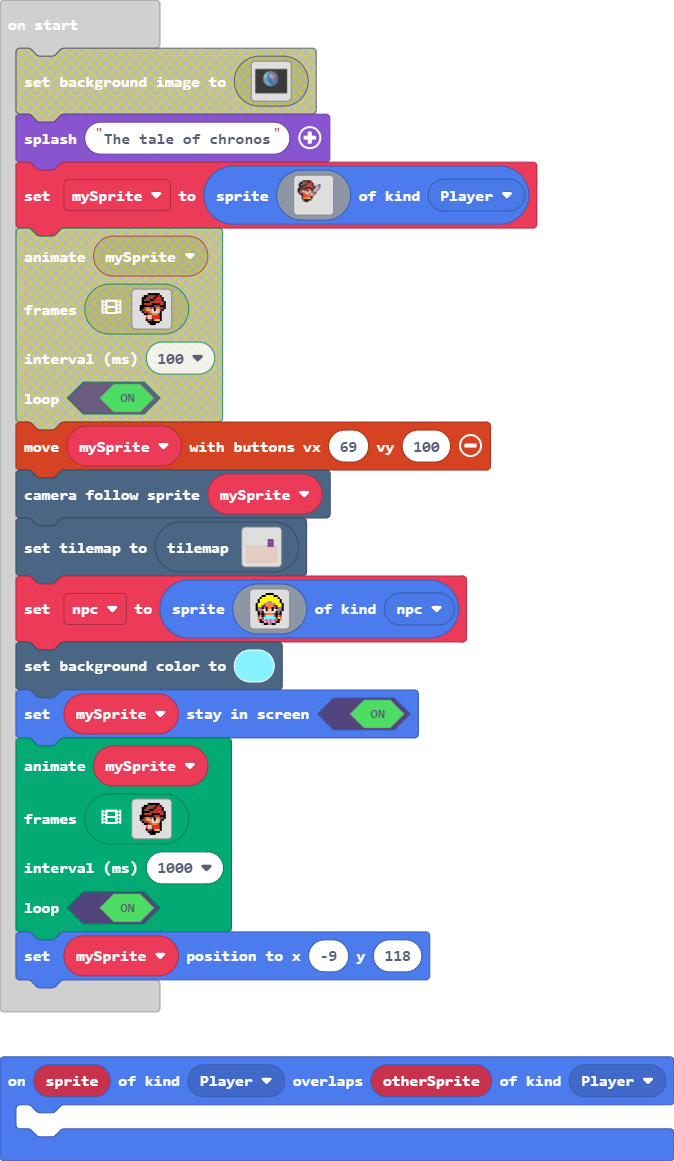 on start
set background image to
splash "The tale of chronos"
set mySprite to sprite of kind Player
animate mySprite
frames
interval (ms) 100
loop ON
move mySprite with buttons vx 69 vy 100
camera follow sprite mySprite
set tilemap to tilemap
set npc to sprite of kind npc
set background color to
set mySprite stay in screen ON
animate mySprite
frames
interval (ms) 1000
loop ON
set mySprite position to x -9 y 118
on sprite of kind Player overlaps otherSprite of kind Player